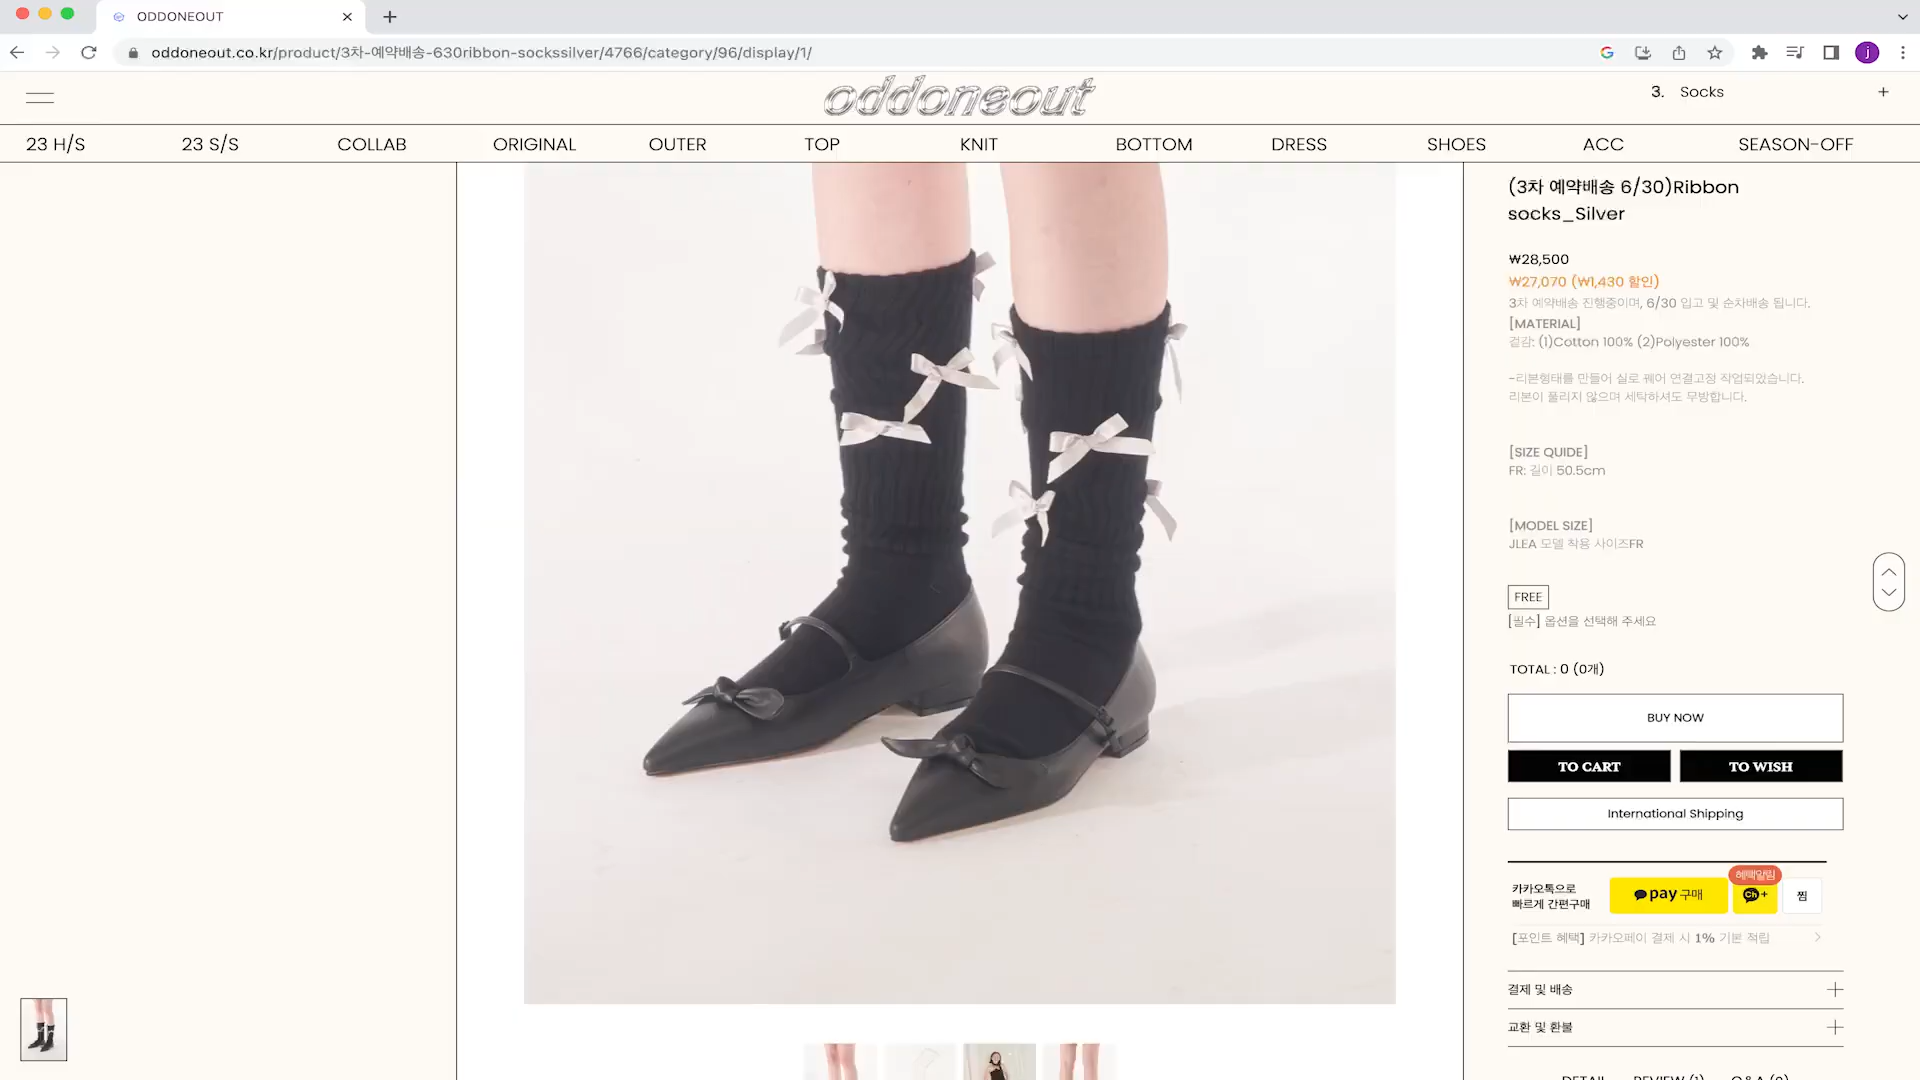 ODDONEOUT
oddoneout.co.kr/product/3차-예약배송-630ribbon-sockssilver/4766/category/96/display/1/
j
oddoneout
3. Socks +
23 H/S 23 S/S COLLAB ORIGINAL OUTER TOP KNIT BOTTOM DRESS SHOES ACC SEASON-OFF
(3차 예약배송 6/30)Ribbon
socks_Silver
₩28,500
₩27,070 (₩1,430 할인)
3차 예약배송 진행중이며, 6/30 입고 및 순차배송 됩니다.
[MATERIAL]
겉감: (1)Cotton 100% (2)Polyester 100%
-리본형태를 만들어 실로 꿰어 연결고정 작업되었습니다.
리본이 풀리지 않으며 세탁하셔도 무방합니다.
[SIZE QUIDE]
FR: 길이 50.5cm
[MODEL SIZE]
JLEA 모델 착용 사이즈FR
FREE
[필수] 옵션을 선택해 주세요
TOTAL : 0 (0개)
BUY NOW
TO CART TO WISH
International Shipping
혜택알림
카카오톡으로
빠르게 간편구매
pay 구매 Ch+ 찜
[포인트 혜택] 카카오페이 결제 시 1% 기본 적립
결제 및 배송
교환 및 환불
DETAIL REVIEW (1) Q&A (0)